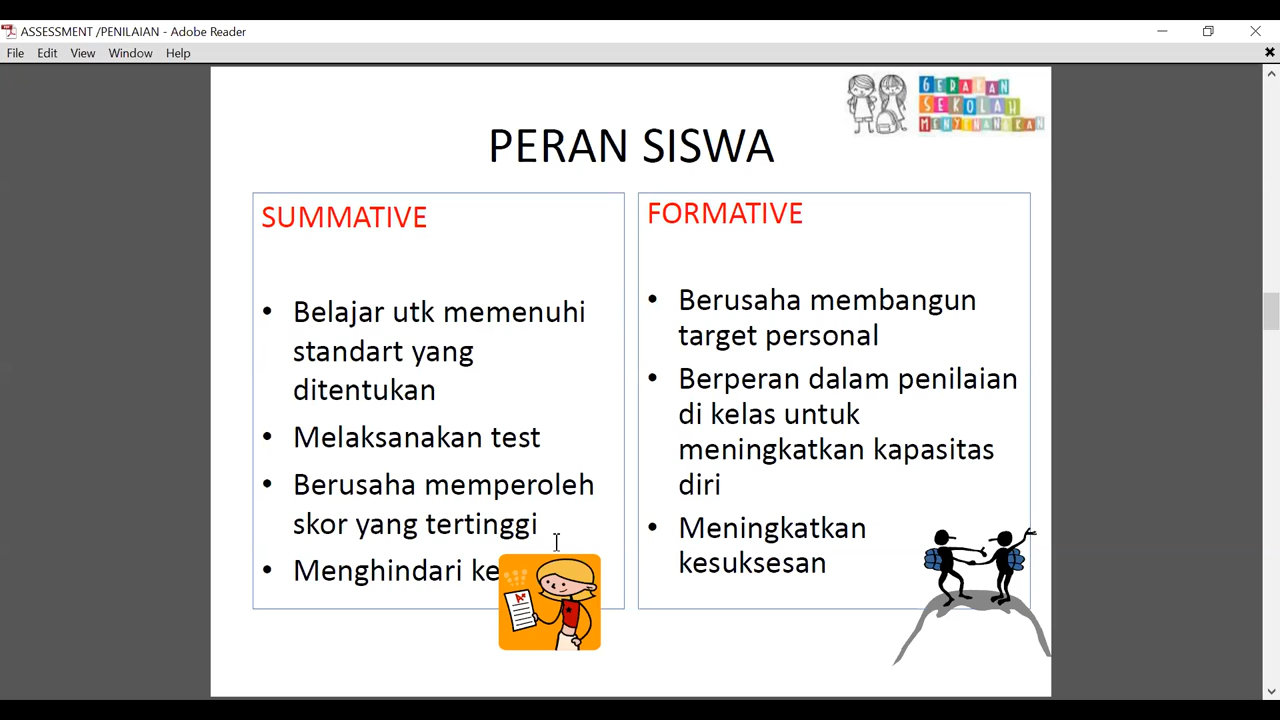 ASSESSMENT /PENILAIAN - Adobe Reader
File Edit View Window Help
GERAKAN
SEKOLAH
MENYENANGKAN
PERAN SISWA
SUMMATIVE
• Belajar utk memenuhi
standart yang
ditentukan
• Melaksanakan test
• Berusaha memperoleh
skor yang tertinggi
• Menghindari
FORMATIVE
• Berusaha membangun
target personal
• Berperan dalam penilaian
di kelas untuk
meningkatkan kapasitas
diri
• Meningkatkan
kesuksesan
A+